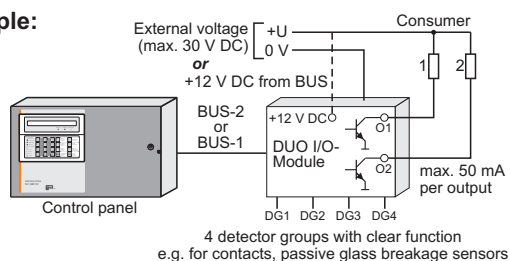 ple:
External voltage
(max. 30 V DC)
+U
0 V
or
+12 V DC from BUS
Consumer
1
2
BUS-2
or
BUS-1
+12 V DC
O1
DUO I/O-
Module
O2
max. 50 mA
per output
Control panel
DG1 DG2 DG3 DG4
4 detector groups with clear function
e.g. for contacts, passive glass breakage sensors